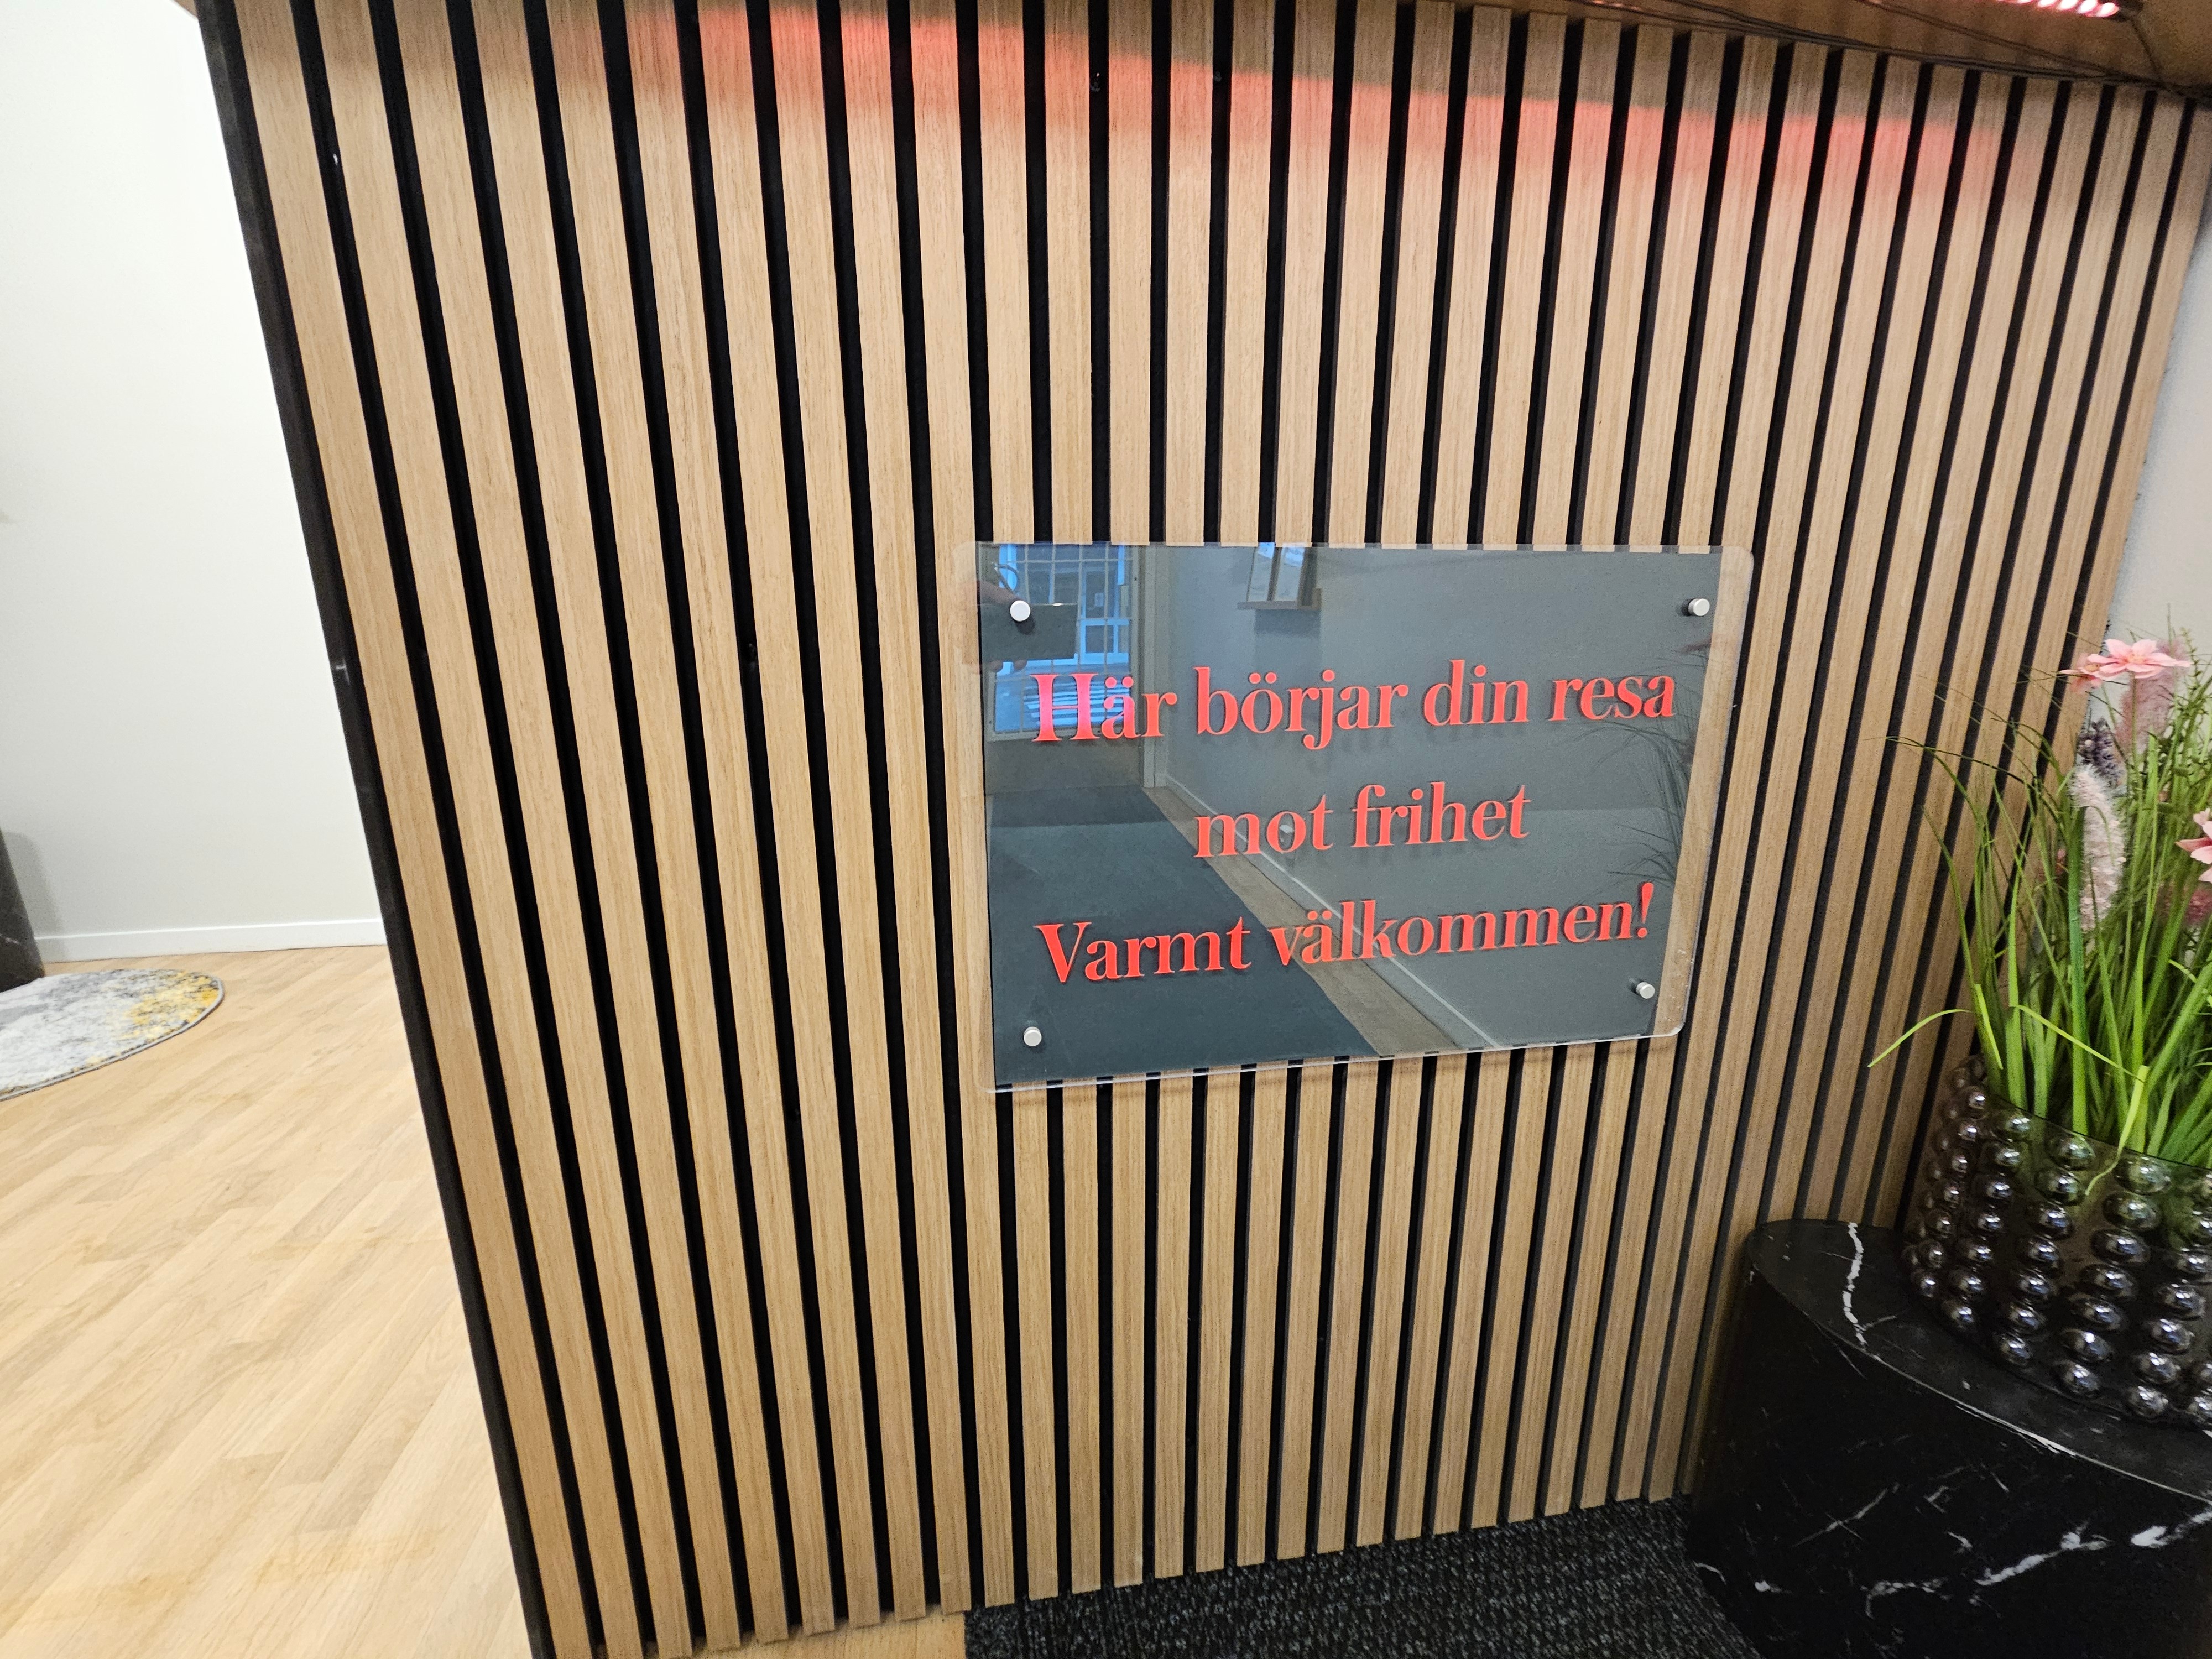 Här börjar din resa
mot frihet
Varmt välkommen!